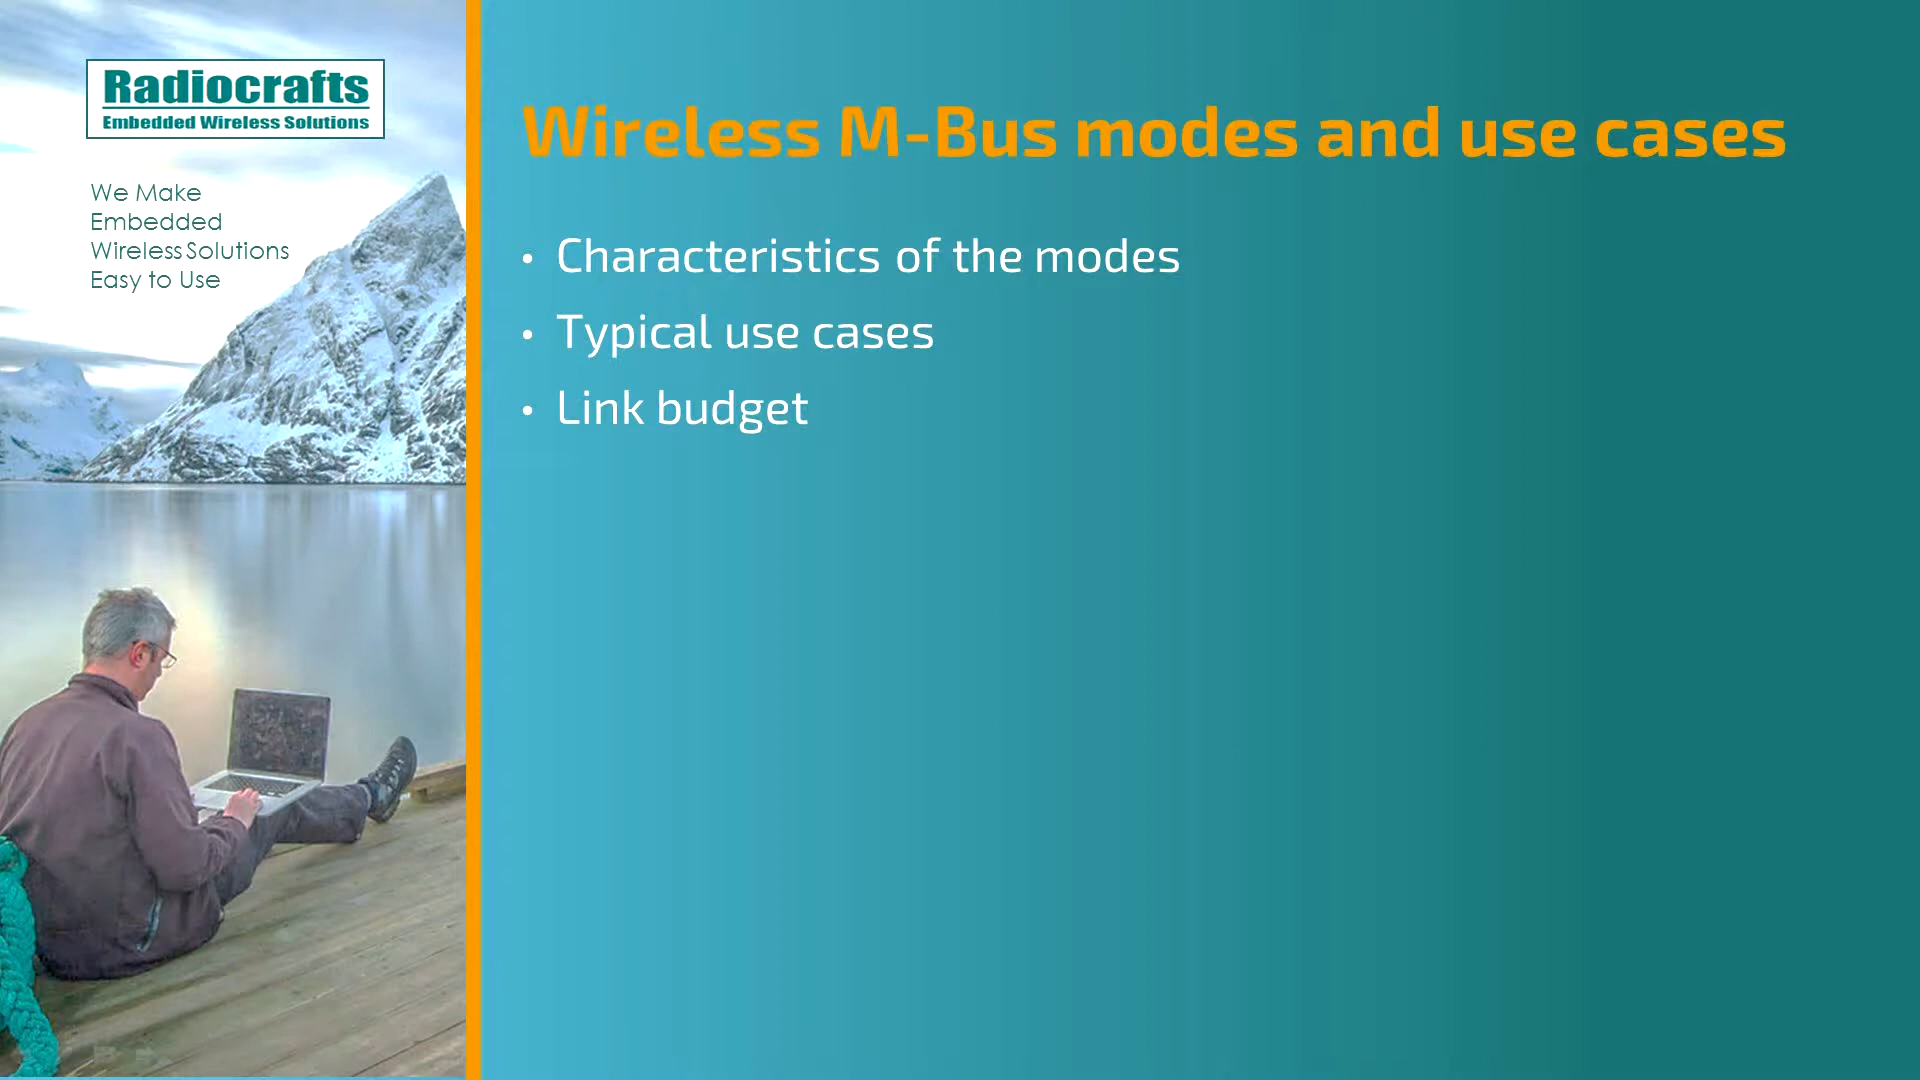 Radiocrafts
Embedded Wireless Solutions
We Make
Embedded
Wireless Solutions
Easy to Use
Wireless M-Bus modes and use cases
• Characteristics of the modes
• Typical use cases
• Link budget